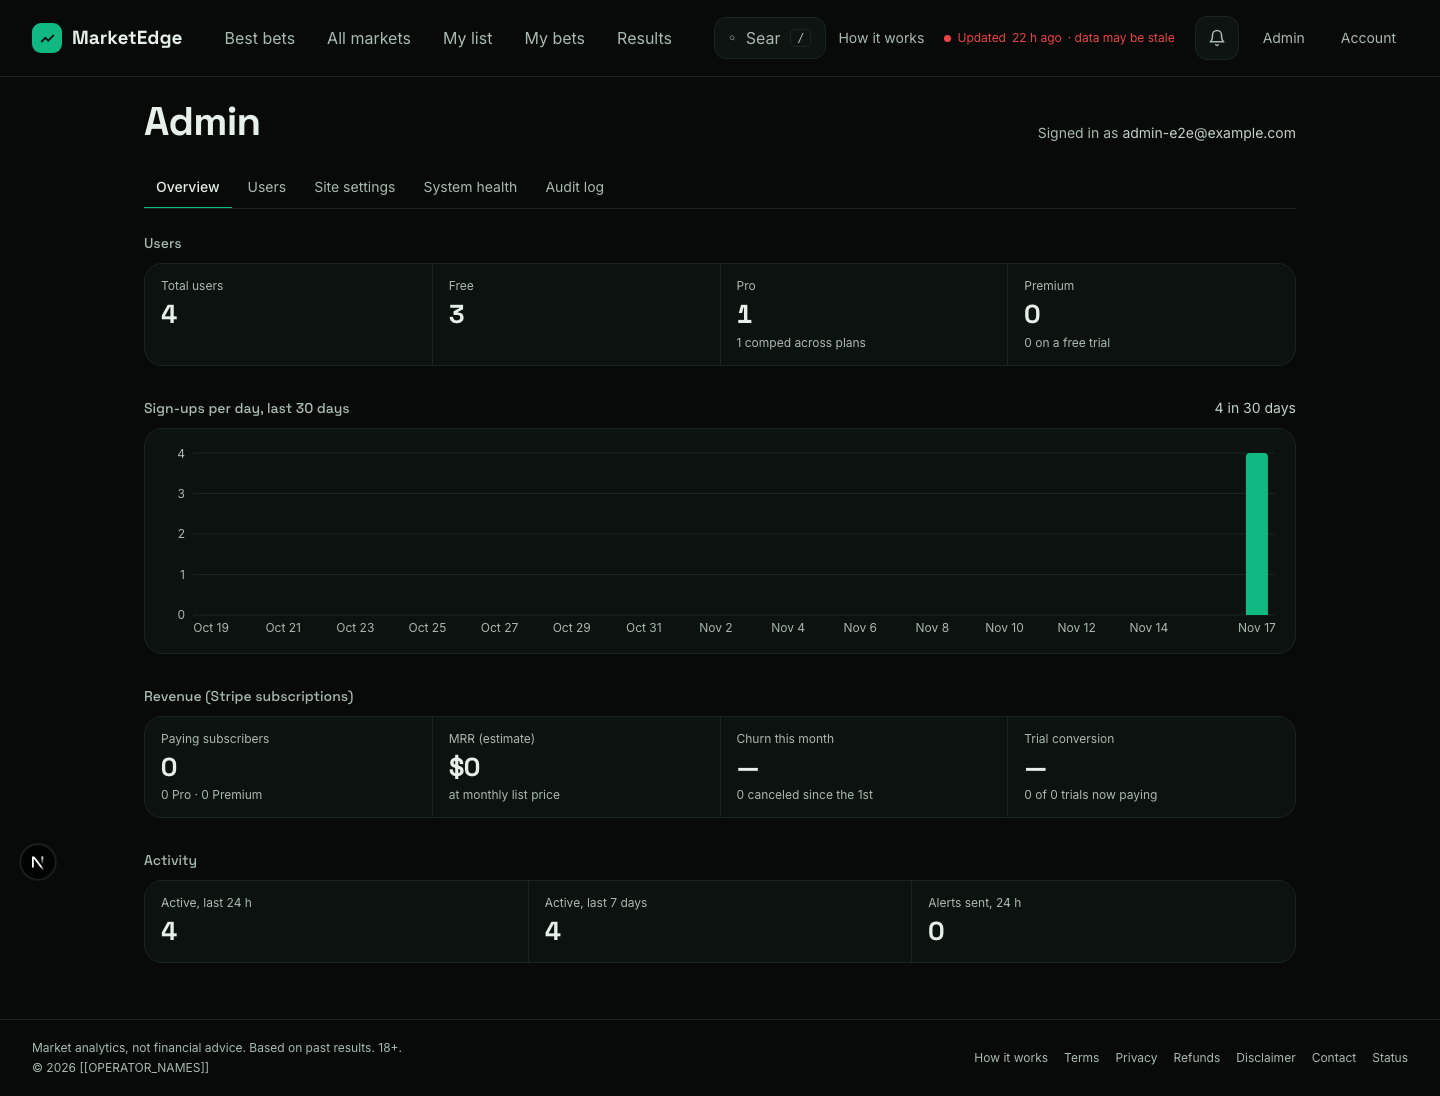 MarketEdge Best bets All markets My list My bets Results Sear / How it works Updated 22 h ago · data may be stale Admin Account
Admin
Signed in as admin-e2e@example.com
Overview Users Site settings System health Audit log
Users
Total users Free Pro Premium
4 3 1 0
1 comped across plans 0 on a free trial
Sign-ups per day, last 30 days 4 in 30 days
4
3
2
1
0
Oct 19 Oct 21 Oct 23 Oct 25 Oct 27 Oct 29 Oct 31 Nov 2 Nov 4 Nov 6 Nov 8 Nov 10 Nov 12 Nov 14 Nov 17
Revenue (Stripe subscriptions)
Paying subscribers MRR (estimate) Churn this month Trial conversion
0 $0 — —
0 Pro · 0 Premium at monthly list price 0 canceled since the 1st 0 of 0 trials now paying
N
Activity
Active, last 24 h Active, last 7 days Alerts sent, 24 h
4 4 0
Market analytics, not financial advice. Based on past results. 18+.
© 2026 [[OPERATOR_NAMES]]
How it works Terms Privacy Refunds Disclaimer Contact Status